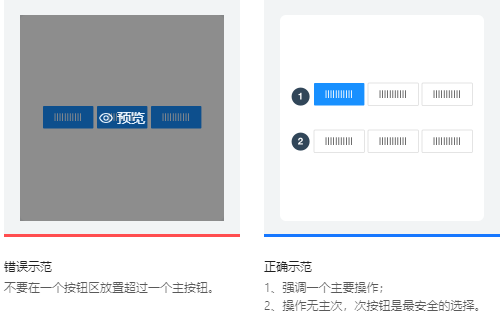 预览
1
2
错误示范
不要在一个按钮区放置超过一个主按钮。
正确示范
1、强调一个主要操作；
2、操作无主次，次按钮是最安全的选择。